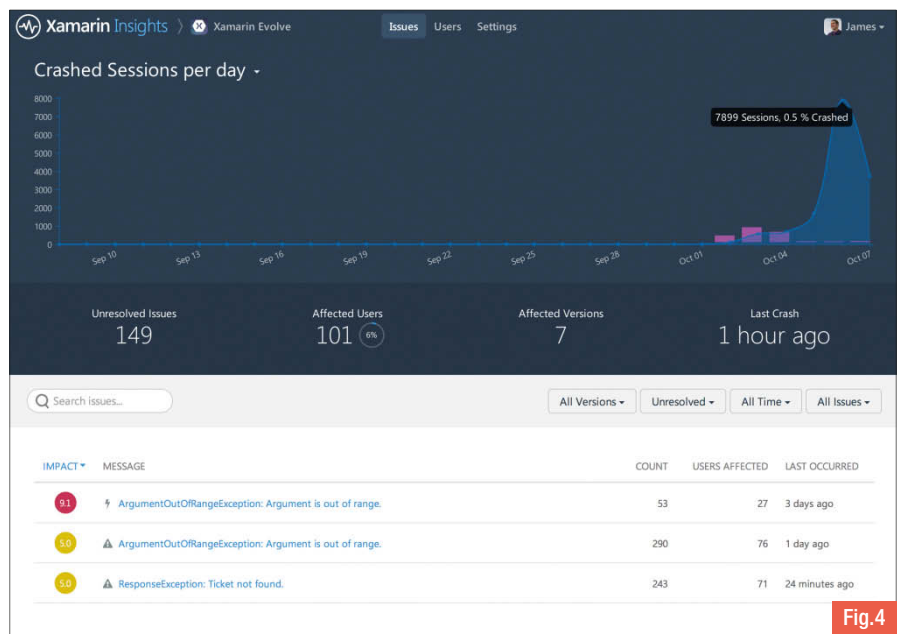 Xamarin Insights Xamarin Evolve Issues Users Settings James
Crashed Sessions per day
8000
7000
6000
5000
4000
3000
2000
1000
0
7899 Sessions, 0.5 % Crashed
Sep 10 Sep 13 Sep 16 Sep 19 Sep 22 Sep 25 Sep 28 Oct 01 Oct 04 Oct 07
Unresolved Issues Affected Users Affected Versions Last Crash
149 101 6% 7 1 hour ago
Search issues... All Versions Unresolved All Time All Issues
IMPACT MESSAGE COUNT USERS AFFECTED LAST OCCURRED
9.1 ArgumentOutOfRangeException: Argument is out of range. 53 27 3 days ago
5.0 ArgumentOutOfRangeException: Argument is out of range. 290 76 1 day ago
5.0 ResponseException: Ticket not found. 243 71 24 minutes ago
Fig.4